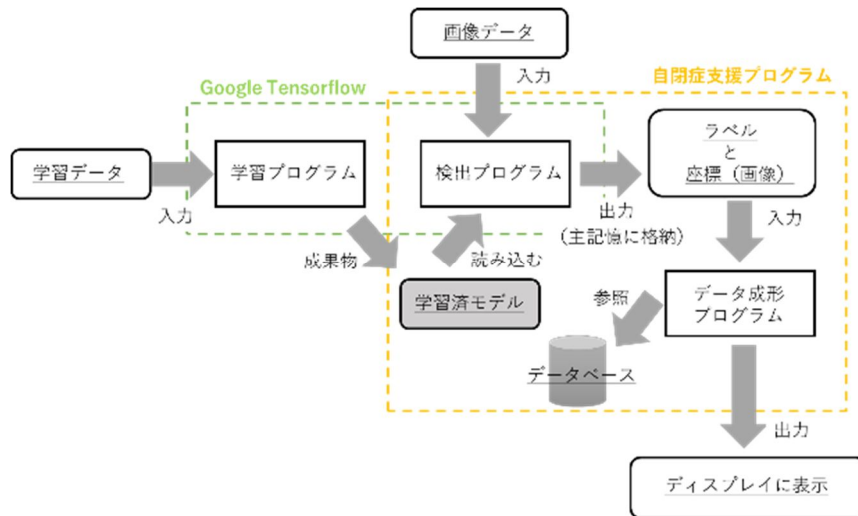 画像データ
入力
自閉症支援プログラム
Google Tensorflow
学習データ
入力
学習プログラム
検出プログラム
出力
(主記憶に格納)
ラベル
と
座標（画像）
入力
成果物
読み込む
学習済モデル
参照
データ成形
プログラム
データベース
出力
ディスプレイに表示